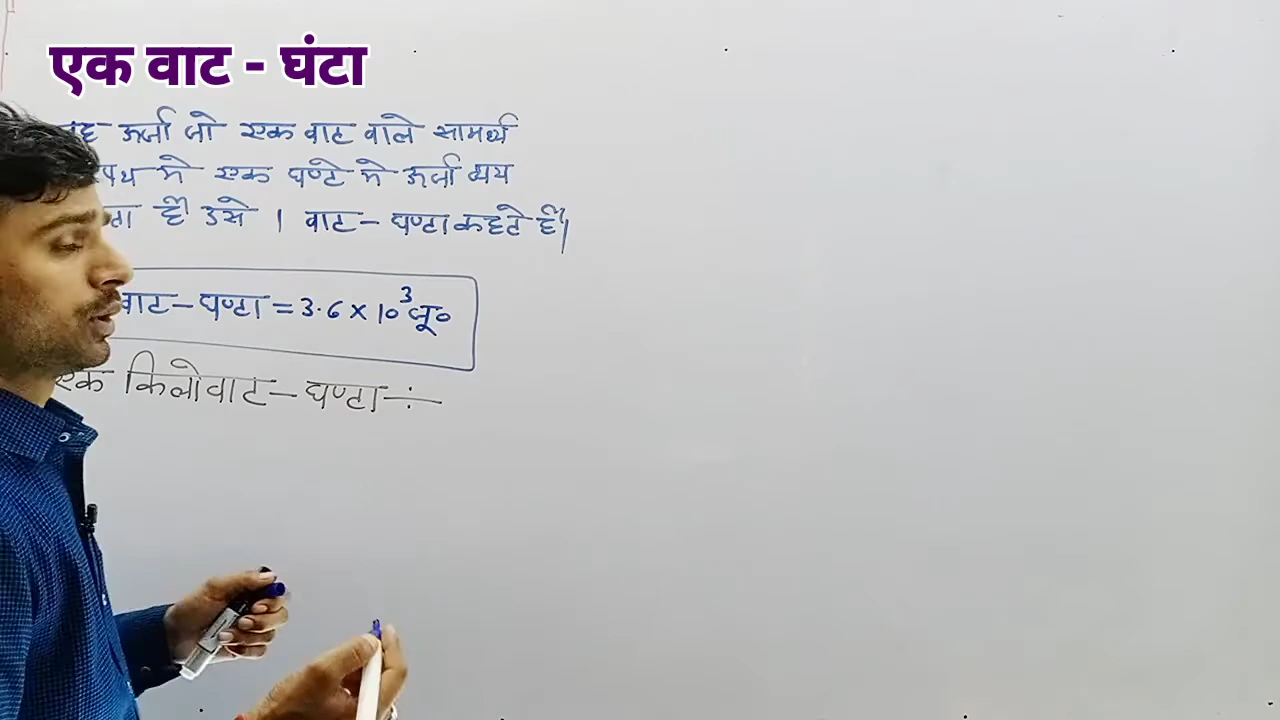 एक वाट - घंटा
ऊर्जा जो एक वाट वाले सामर्थ
मे एक घण्टे मे ऊर्जा व्यय
है उसे 1 वाट- घण्टा कहते है।
वाट- घण्टा = 3.6 × 10³ जू०
एक किलोवाट- घण्टा ÷